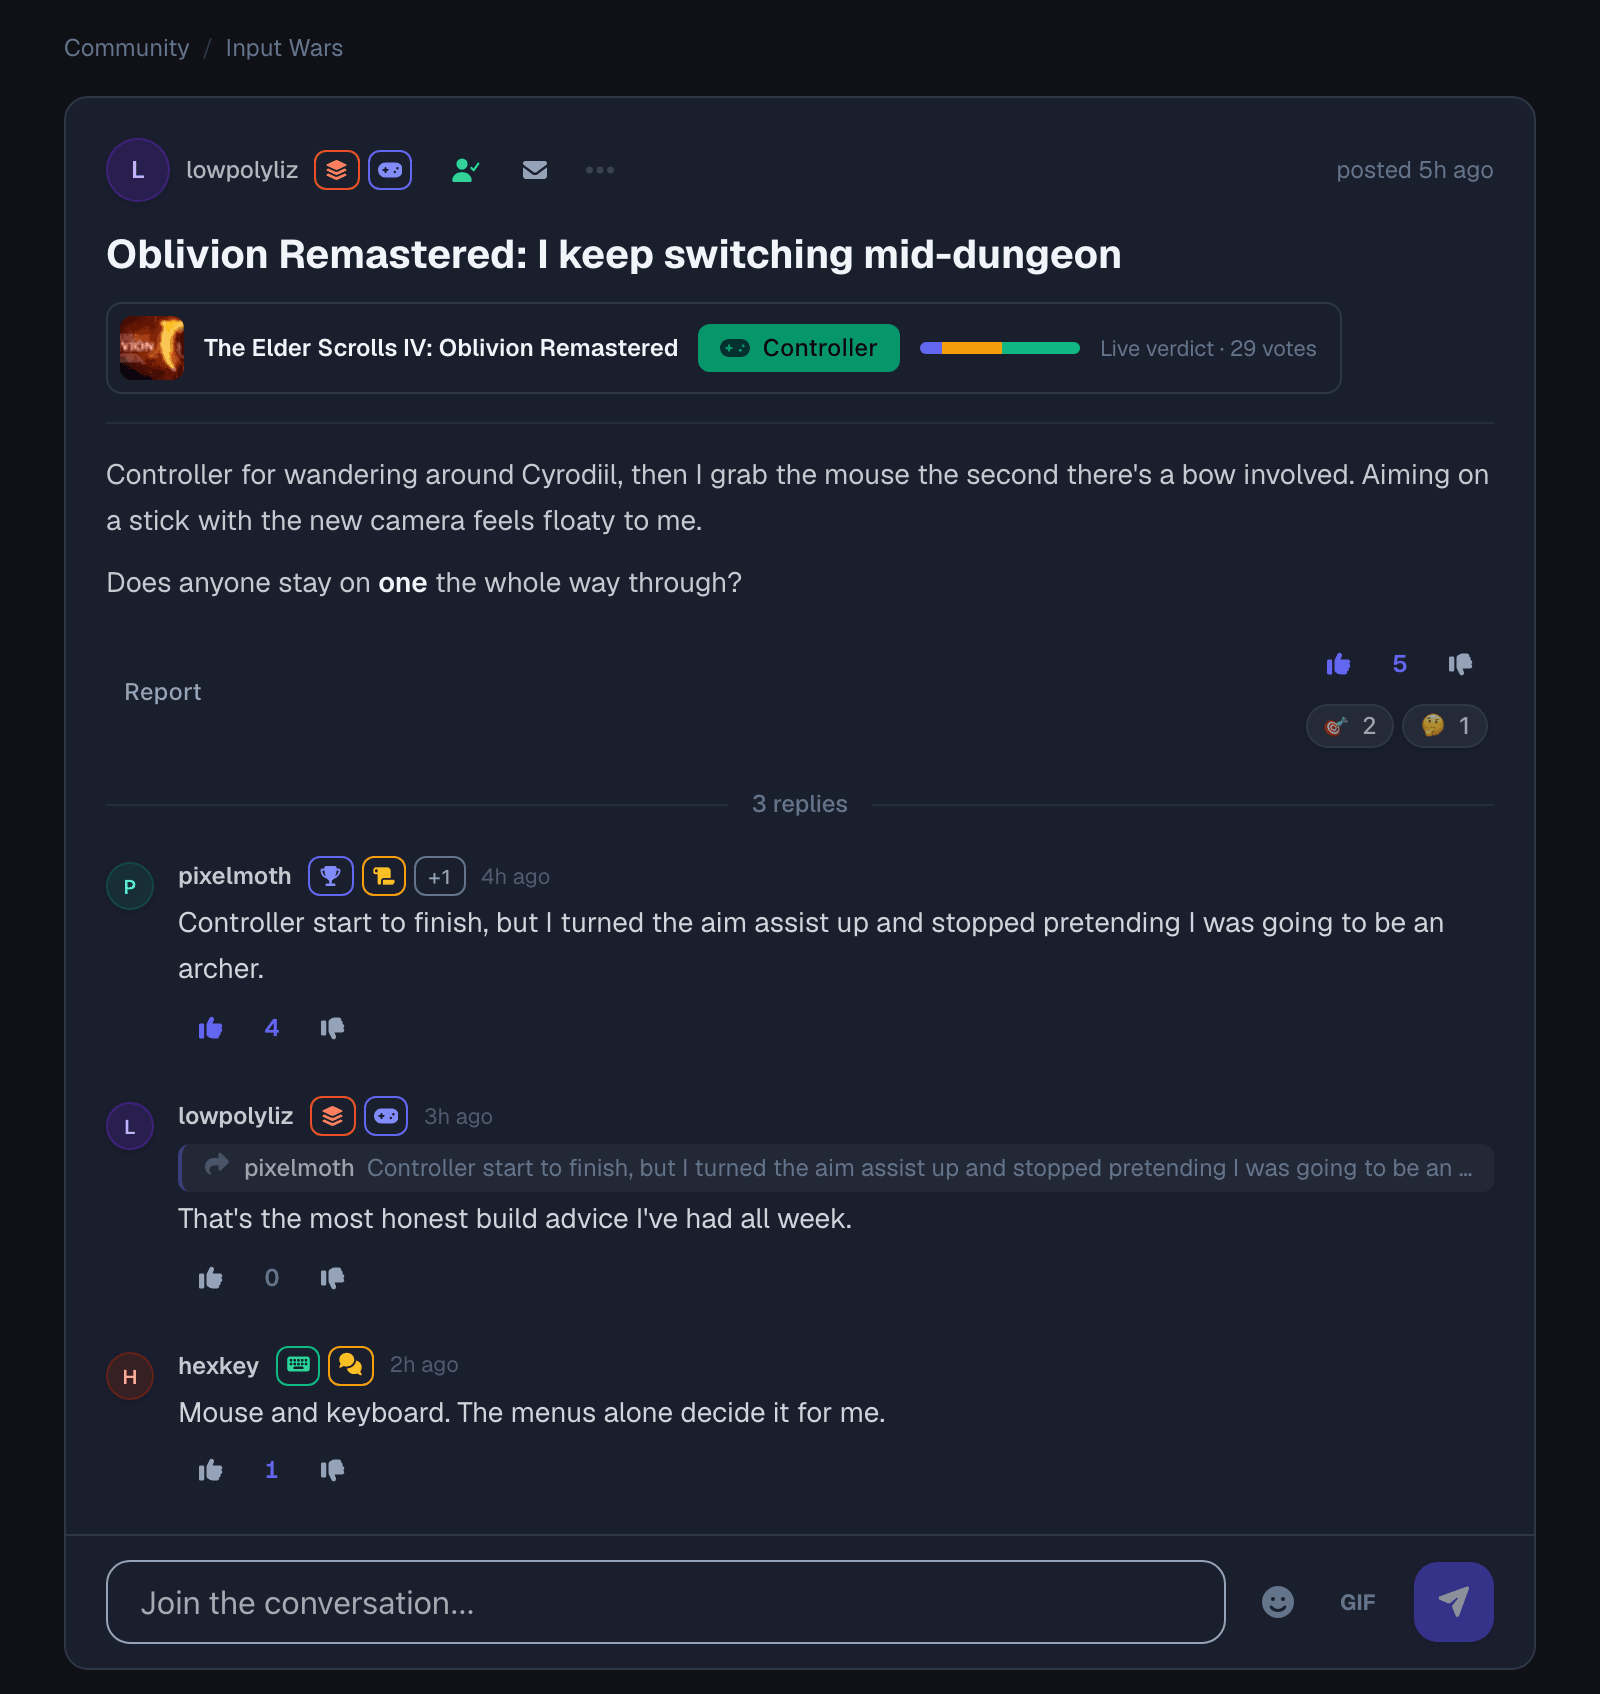 Community / Input Wars
L lowpolyliz posted 5h ago
Oblivion Remastered: I keep switching mid-dungeon
The Elder Scrolls IV: Oblivion Remastered Controller Live verdict · 29 votes
Controller for wandering around Cyrodiil, then I grab the mouse the second there's a bow involved. Aiming on
a stick with the new camera feels floaty to me.
Does anyone stay on one the whole way through?
5
Report
2 1
3 replies
P pixelmoth +1 4h ago
Controller start to finish, but I turned the aim assist up and stopped pretending I was going to be an
archer.
4
L lowpolyliz 3h ago
pixelmoth Controller start to finish, but I turned the aim assist up and stopped pretending I was going to be an ...
That's the most honest build advice I've had all week.
0
H hexkey 2h ago
Mouse and keyboard. The menus alone decide it for me.
1
Join the conversation... GIF